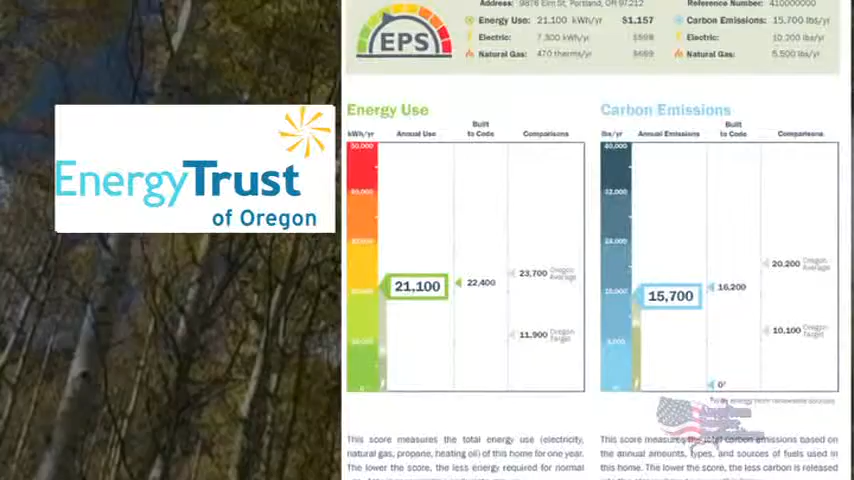 Address: 9876 Elm St, Portland, OR 97212
Reference Number: 410000000
Energy Use: 21,100 kWh/yr $1,157
Carbon Emissions: 15,700 lbs/yr
Electric: 7,300 kWh/yr
Electric: 10,200 lbs/yr
Natural Gas: 470 therms/yr
Natural Gas: 5,500 lbs/yr
EPS
EnergyTrust
of Oregon
Energy Use
kWh/yr Annual Use Built to Code Comparisons
21,100
22,400
23,700 Oregon Average
11,900 Oregon Target
Carbon Emissions
lbs/yr Annual Emissions Built to Code Comparisons
40,000
32,000
24,000
15,700
16,200
20,200 Oregon Average
10,100 Oregon Target
0*
This score measures the total energy use (electricity,
natural gas, propane, heating oil) of this home for one year.
The lower the score, the less energy required for normal
This score measures the total carbon emissions based on
the annual amounts, types, and sources of fuels used in
this home. The lower the score, the less carbon is released